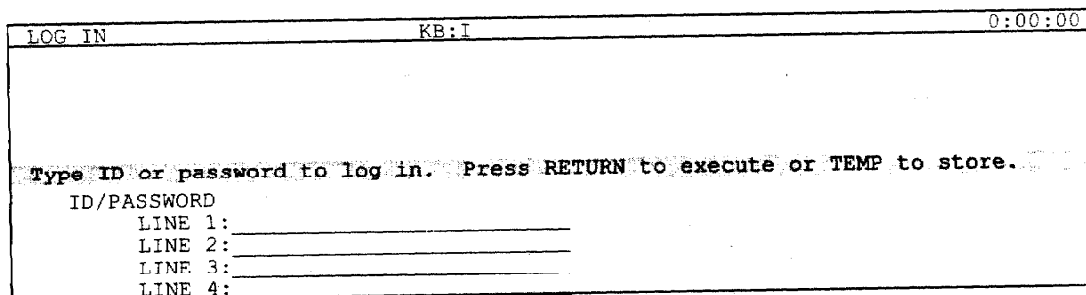 LOG IN KB:I 0:00:00
Type ID or password to log in. Press RETURN to execute or TEMP to store.
ID/PASSWORD
LINE 1:
LINE 2:
LINE 3:
LINE 4: